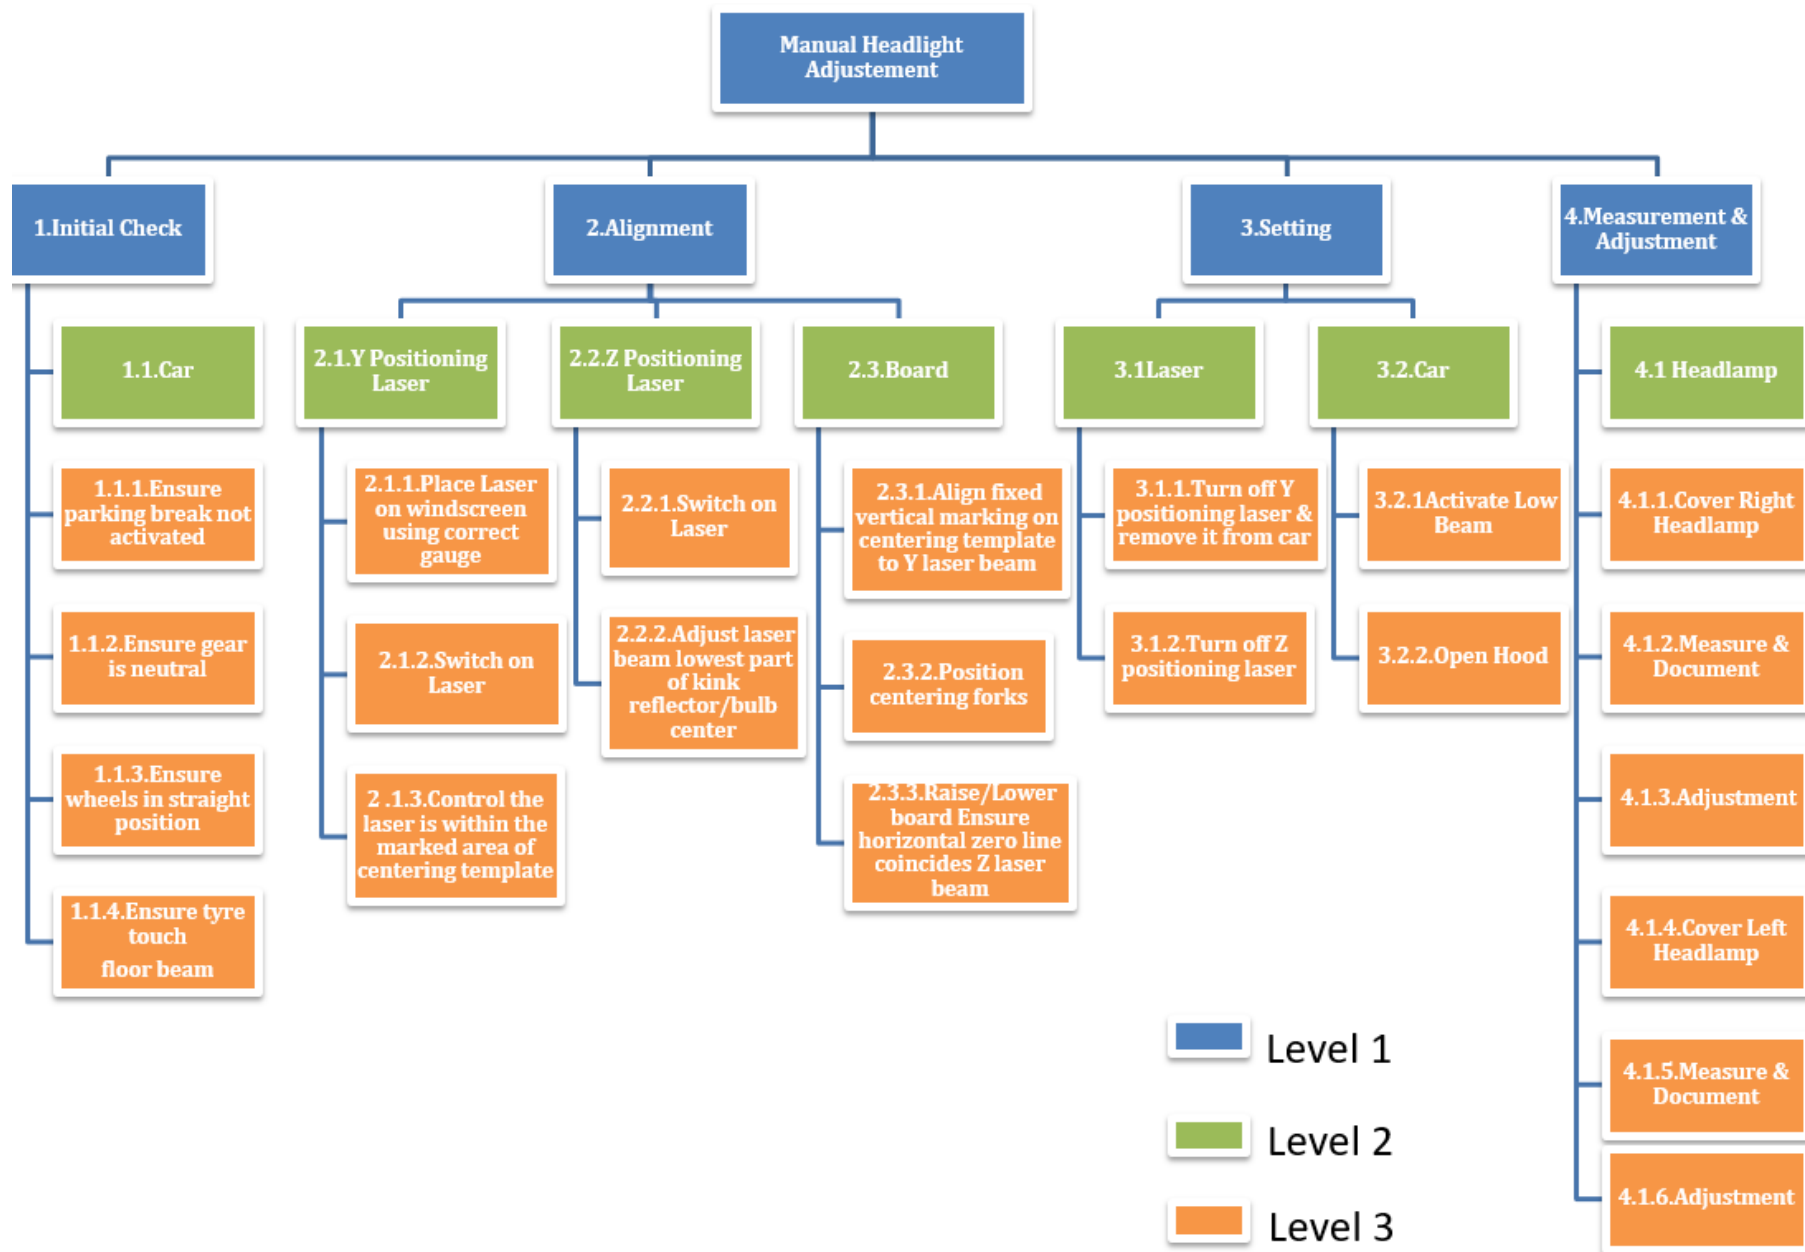 Manual Headlight
Adjustement
1.Initial Check
2.Alignment
3.Setting
4.Measurement &
Adjustment
1.1.Car
2.1.Y Positioning
Laser
2.2.Z Positioning
Laser
2.3.Board
3.1Laser
3.2.Car
4.1 Headlamp
1.1.1.Ensure
parking break not
activated
1.1.2.Ensure gear
is neutral
1.1.3.Ensure
wheels in straight
position
1.1.4.Ensure tyre
touch
floor beam
2.1.1.Place Laser
on windscreen
using correct
gauge
2.1.2.Switch on
Laser
2 .1.3.Control the
laser is within the
marked area of
centering template
2.2.1.Switch on
Laser
2.2.2.Adjust laser
beam lowest part
of kink
reflector/bulb
center
2.3.1.Align fixed
vertical marking on
centering template
to Y laser beam
2.3.2.Position
centering forks
2.3.3.Raise/Lower
board Ensure
horizontal zero line
coincides Z laser
beam
3.1.1.Turn off Y
positioning laser &
remove it from car
3.1.2.Turn off Z
positioning laser
3.2.1Activate Low
Beam
3.2.2.Open Hood
4.1.1.Cover Right
Headlamp
4.1.2.Measure &
Document
4.1.3.Adjustment
4.1.4.Cover Left
Headlamp
4.1.5.Measure &
Document
4.1.6.Adjustment
Level 1
Level 2
Level 3